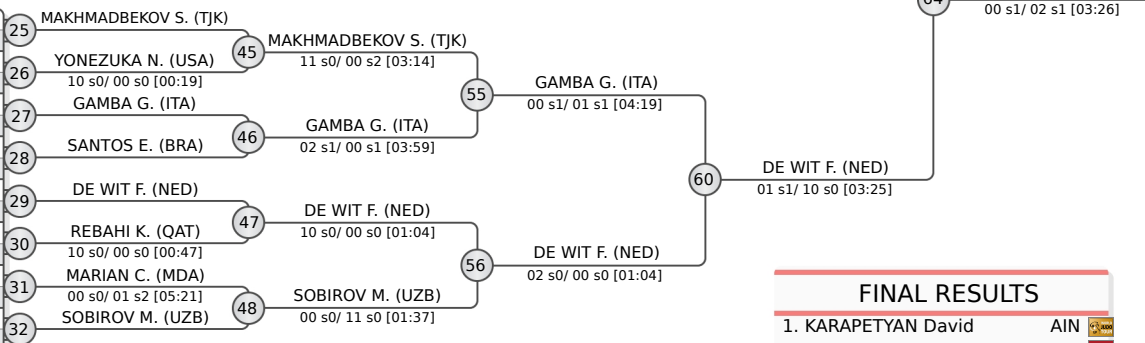 00 s1/ 02 s1 [03:26]
25
MAKHMADBEKOV S. (TJK)
26
YONEZUKA N. (USA)
10 s0/ 00 s0 [00:19]
45
MAKHMADBEKOV S. (TJK)
11 s0/ 00 s2 [03:14]
27
GAMBA G. (ITA)
28
SANTOS E. (BRA)
46
GAMBA G. (ITA)
02 s1/ 00 s1 [03:59]
55
GAMBA G. (ITA)
00 s1/ 01 s1 [04:19]
29
DE WIT F. (NED)
30
REBAHI K. (QAT)
10 s0/ 00 s0 [00:47]
47
DE WIT F. (NED)
10 s0/ 00 s0 [01:04]
31
MARIAN C. (MDA)
00 s0/ 01 s2 [05:21]
32
SOBIROV M. (UZB)
48
SOBIROV M. (UZB)
00 s0/ 11 s0 [01:37]
56
DE WIT F. (NED)
02 s0/ 00 s0 [01:04]
60
DE WIT F. (NED)
01 s1/ 10 s0 [03:25]
FINAL RESULTS
1. KARAPETYAN David AIN